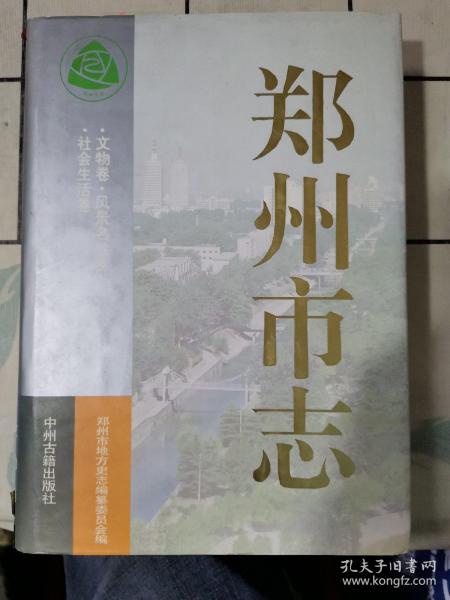 郑州市志
·文物卷·风景名
·社会生活卷
郑州市地方史志编纂委员会编
中州古籍出版社
孔夫子旧书网
www.kongfz.com